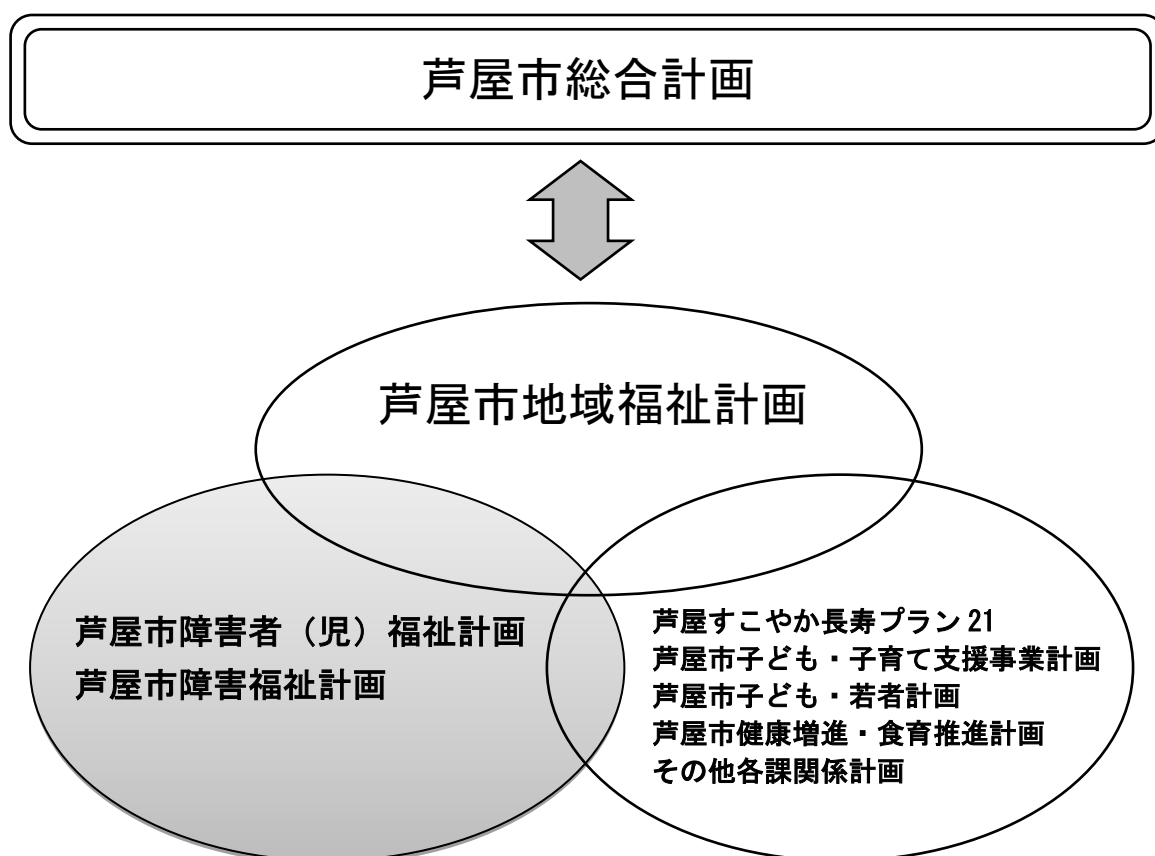 芦屋市総合計画
芦屋市地域福祉計画
芦屋市障害者（児）福祉計画
芦屋市障害福祉計画
芦屋すこやか長寿プラン 21
芦屋市子ども・子育て支援事業計画
芦屋市子ども・若者計画
芦屋市健康増進・食育推進計画
その他各課関係計画